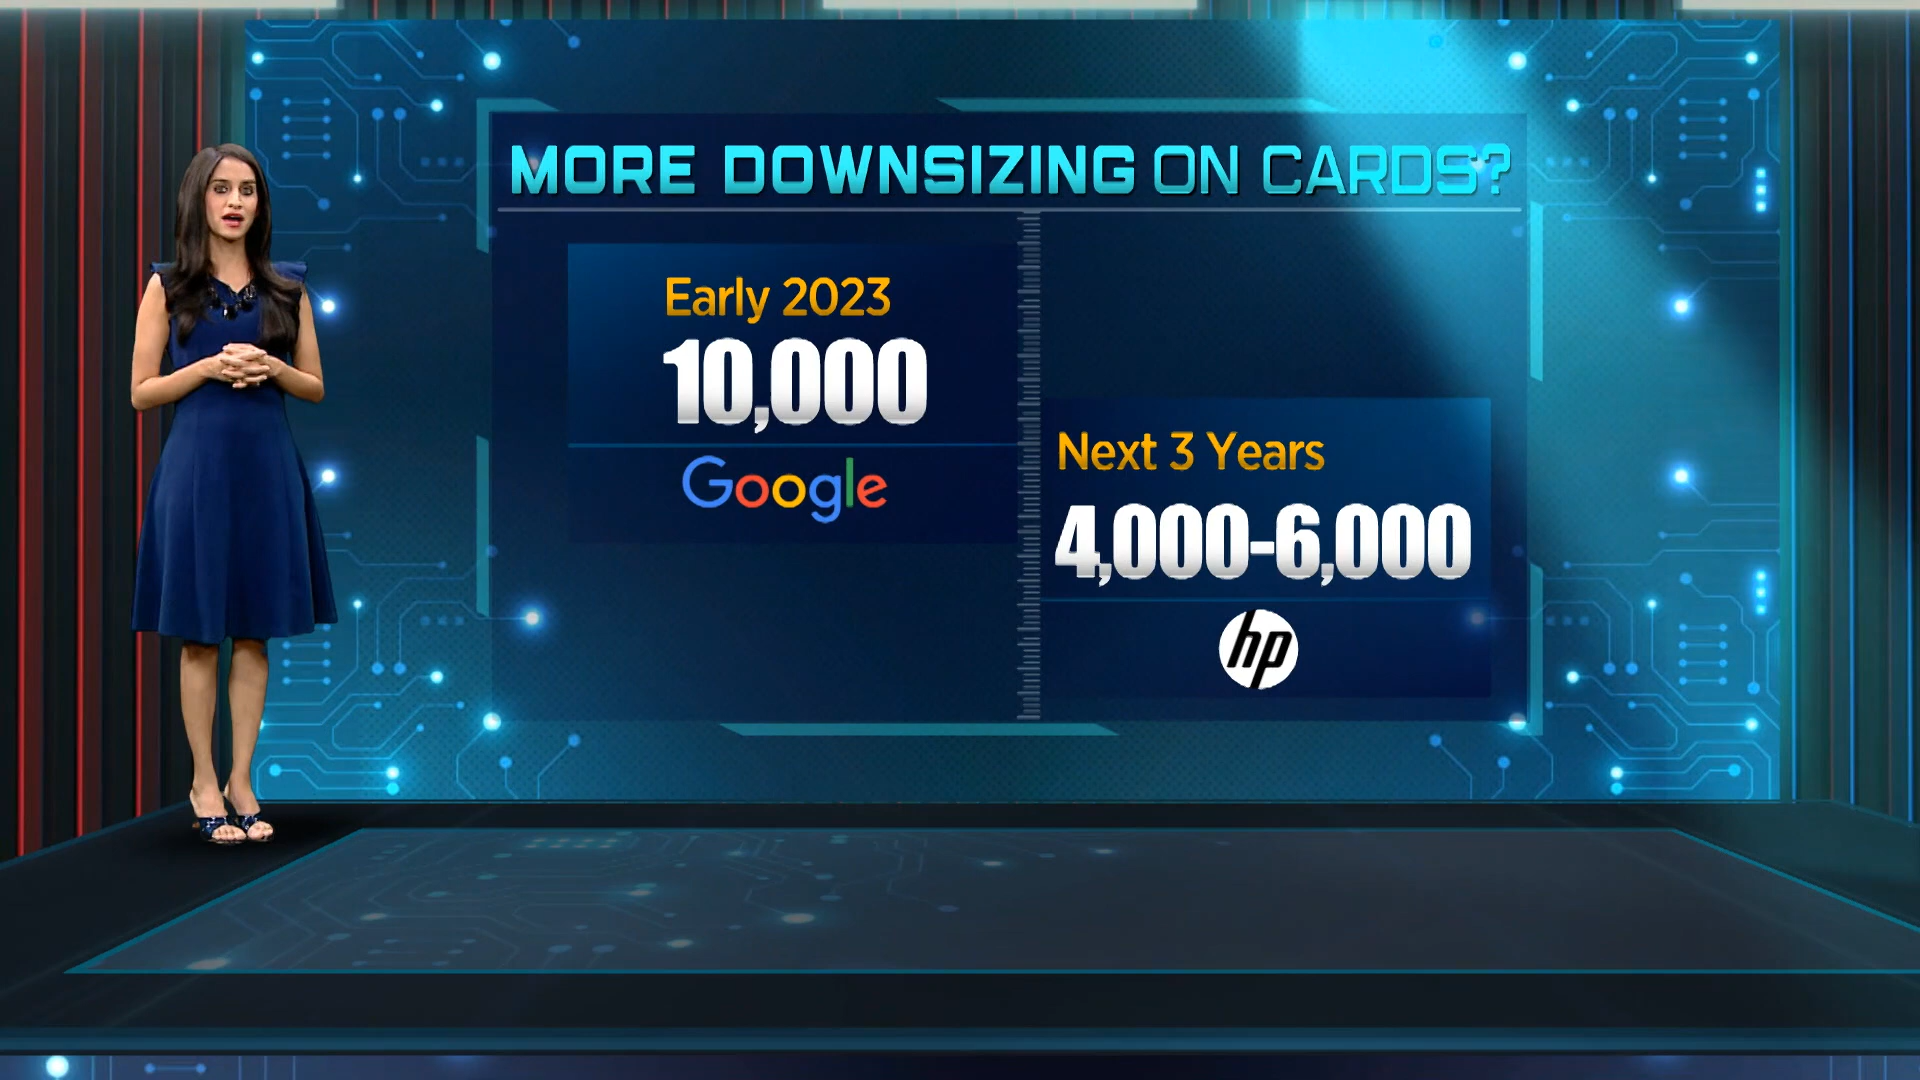 MORE DOWNSIZING ON CARDS?
Early 2023
10,000
Google
Next 3 Years
4,000-6,000
hp